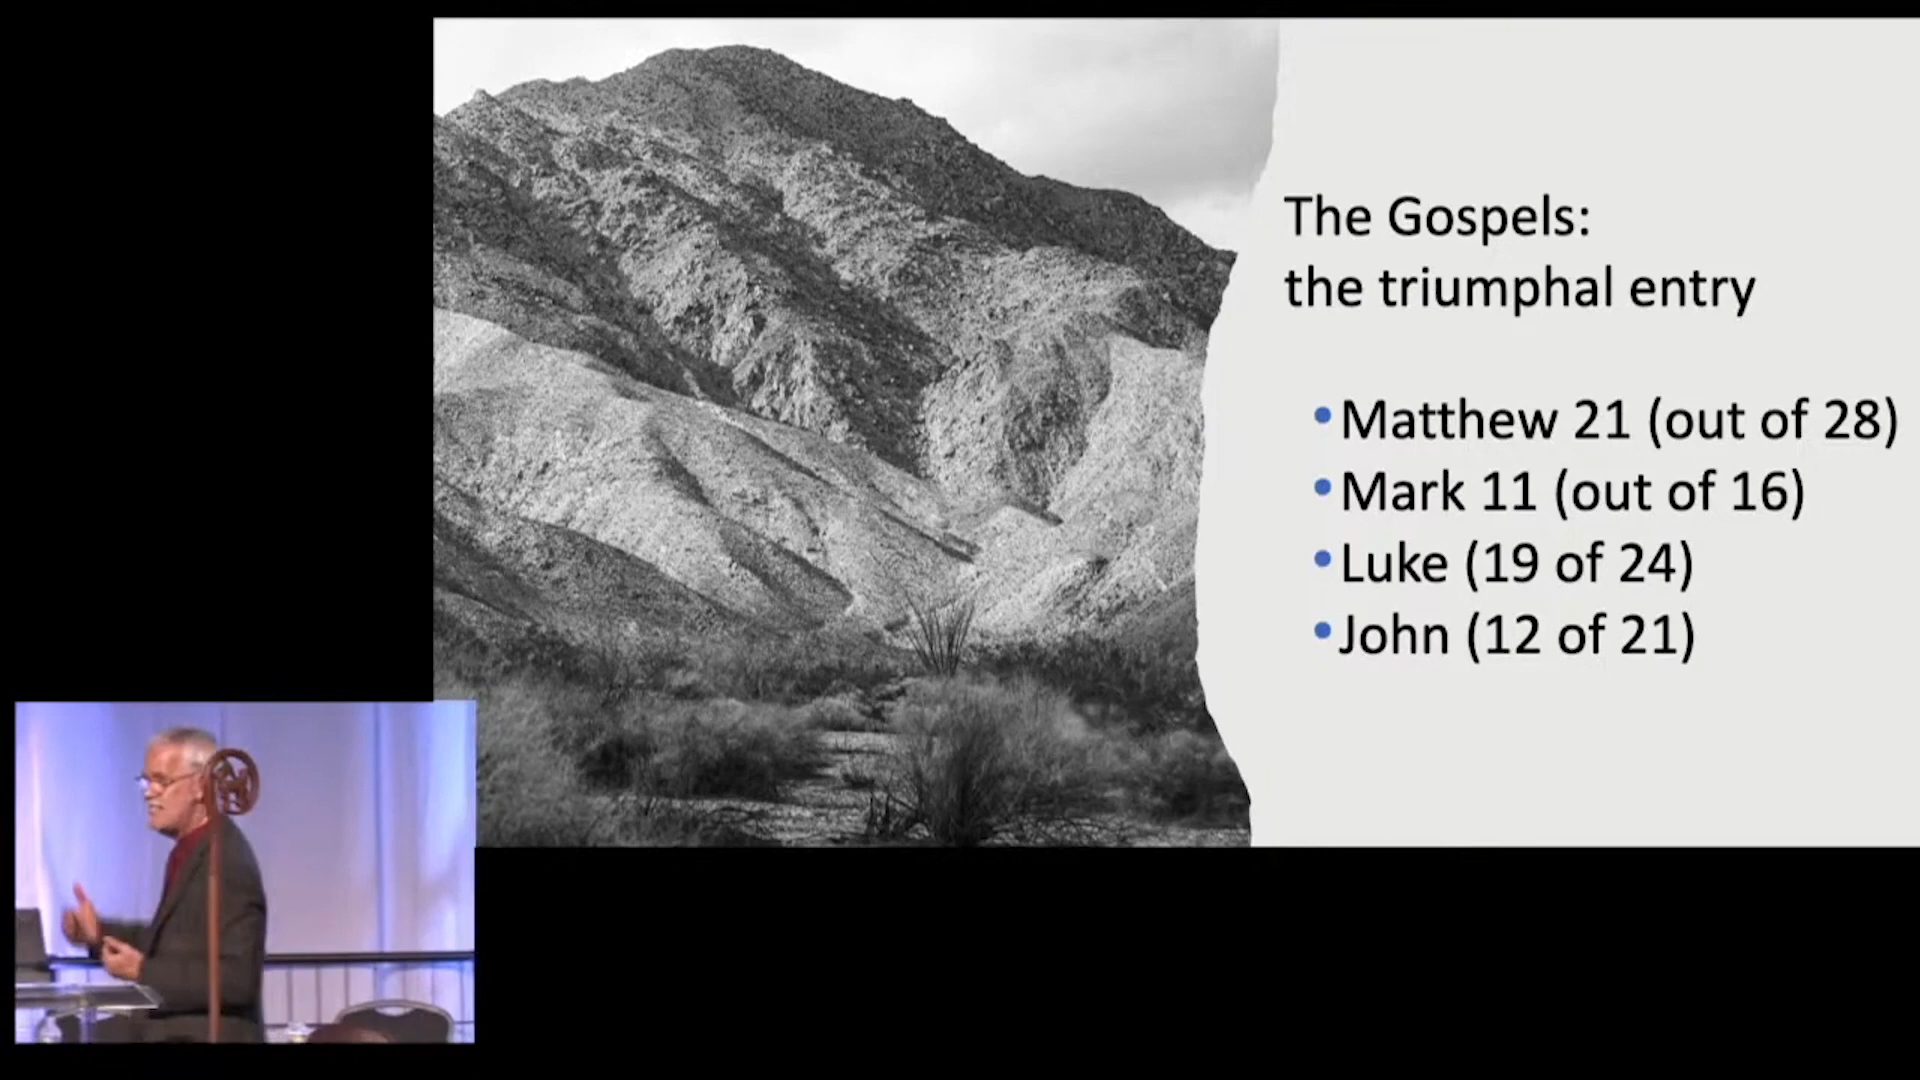 The Gospels:
the triumphal entry
• Matthew 21 (out of 28)
• Mark 11 (out of 16)
• Luke (19 of 24)
• John (12 of 21)